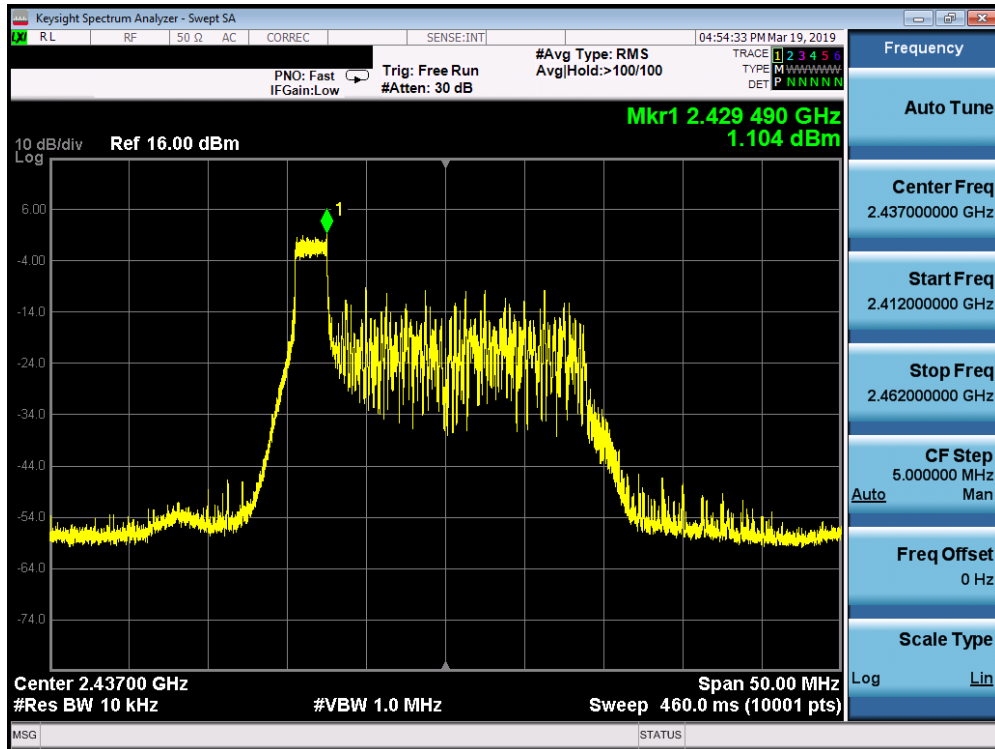 Keysight Spectrum Analyzer - Swept SA
LXI RL RF 50 Ω AC CORREC SENSE:INT 04:54:33 PM Mar 19, 2019
PNO: Fast
IFGain:Low
Trig: Free Run
#Atten: 30 dB
#Avg Type: RMS
Avg|Hold:>100/100
TRACE 1 2 3 4 5 6
TYPE M W W W W W
DET P N N N N N
Mkr1 2.429 490 GHz
1.104 dBm
10 dB/div Ref 16.00 dBm
Log
1
6.00
-4.00
-14.0
-24.0
-34.0
-44.0
-54.0
-64.0
-74.0
Center 2.43700 GHz Span 50.00 MHz
#Res BW 10 kHz #VBW 1.0 MHz Sweep 460.0 ms (10001 pts)
MSG STATUS
Frequency
Auto Tune
Center Freq
2.437000000 GHz
Start Freq
2.412000000 GHz
Stop Freq
2.462000000 GHz
CF Step
5.000000 MHz
Auto Man
Freq Offset
0 Hz
Scale Type
Log Lin